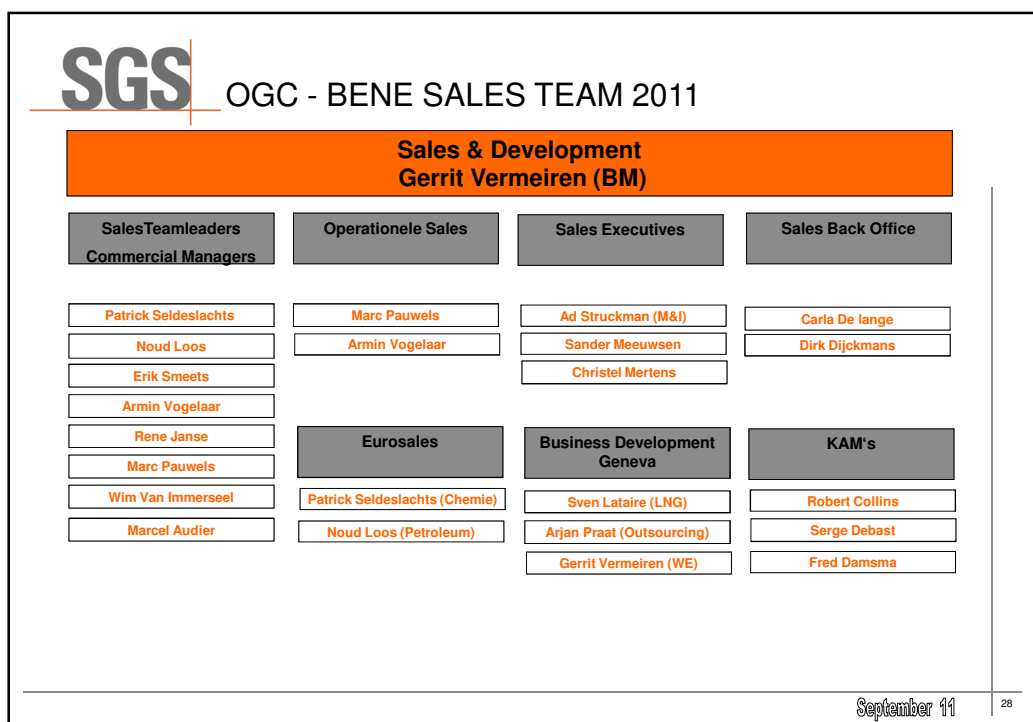 SGS
OGC - BENE SALES TEAM 2011
Sales & Development
Gerrit Vermeiren (BM)
SalesTeamleaders
Commercial Managers
Patrick Seldeslachts
Noud Loos
Erik Smeets
Armin Vogelaar
Rene Janse
Marc Pauwels
Wim Van Immerseel
Marcel Audier
Operationele Sales
Marc Pauwels
Armin Vogelaar
Eurosales
Patrick Seldeslachts (Chemie)
Noud Loos (Petroleum)
Sales Executives
Ad Struckman (M&I)
Sander Meeuwsen
Christel Mertens
Business Development
Geneva
Sven Lataire (LNG)
Arjan Praat (Outsourcing)
Gerrit Vermeiren (WE)
Sales Back Office
Carla De lange
Dirk Dijckmans
KAM's
Robert Collins
Serge Debast
Fred Damsma
September 11
28